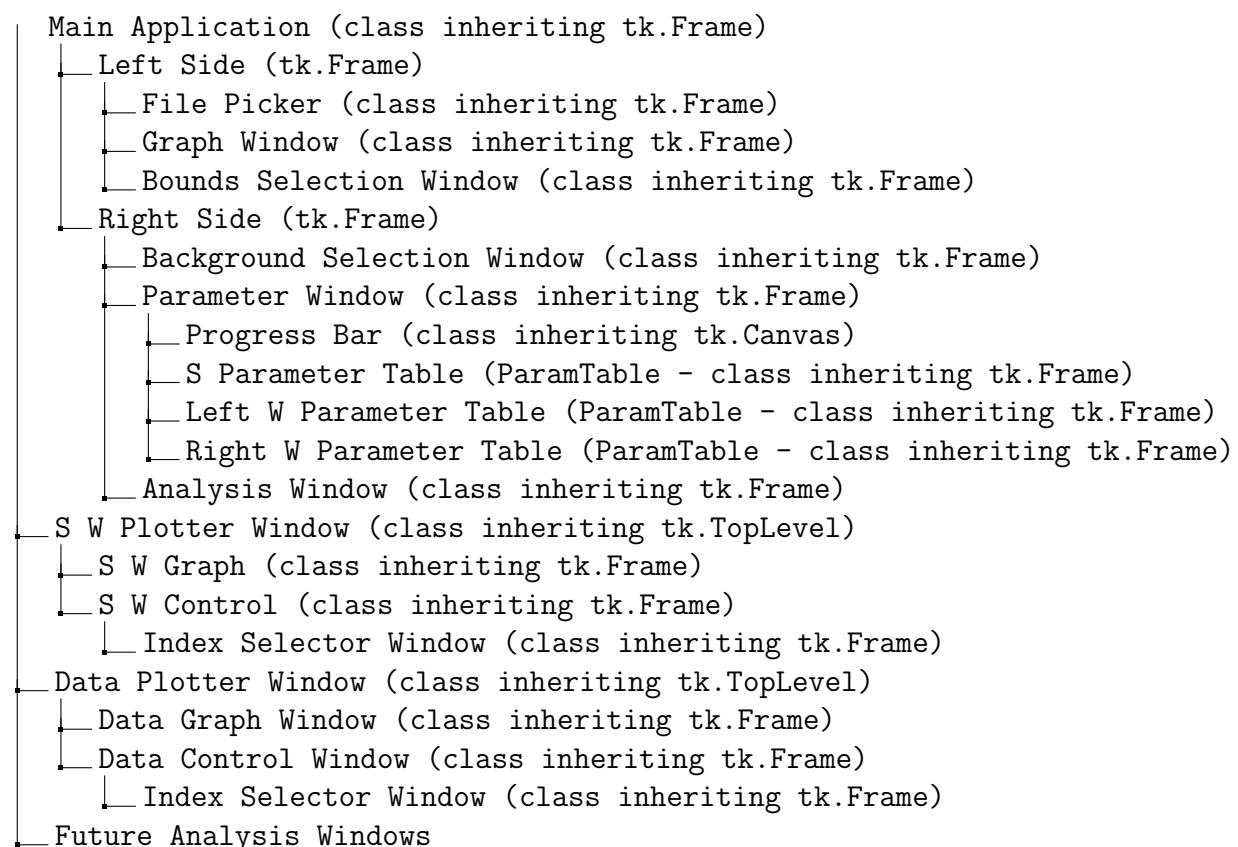 Main Application (class inheriting tk.Frame)
Left Side (tk.Frame)
File Picker (class inheriting tk.Frame)
Graph Window (class inheriting tk.Frame)
Bounds Selection Window (class inheriting tk.Frame)
Right Side (tk.Frame)
Background Selection Window (class inheriting tk.Frame)
Parameter Window (class inheriting tk.Frame)
Progress Bar (class inheriting tk.Canvas)
S Parameter Table (ParamTable - class inheriting tk.Frame)
Left W Parameter Table (ParamTable - class inheriting tk.Frame)
Right W Parameter Table (ParamTable - class inheriting tk.Frame)
Analysis Window (class inheriting tk.Frame)
S W Plotter Window (class inheriting tk.TopLevel)
S W Graph (class inheriting tk.Frame)
S W Control (class inheriting tk.Frame)
Index Selector Window (class inheriting tk.Frame)
Data Plotter Window (class inheriting tk.TopLevel)
Data Graph Window (class inheriting tk.Frame)
Data Control Window (class inheriting tk.Frame)
Index Selector Window (class inheriting tk.Frame)
Future Analysis Windows